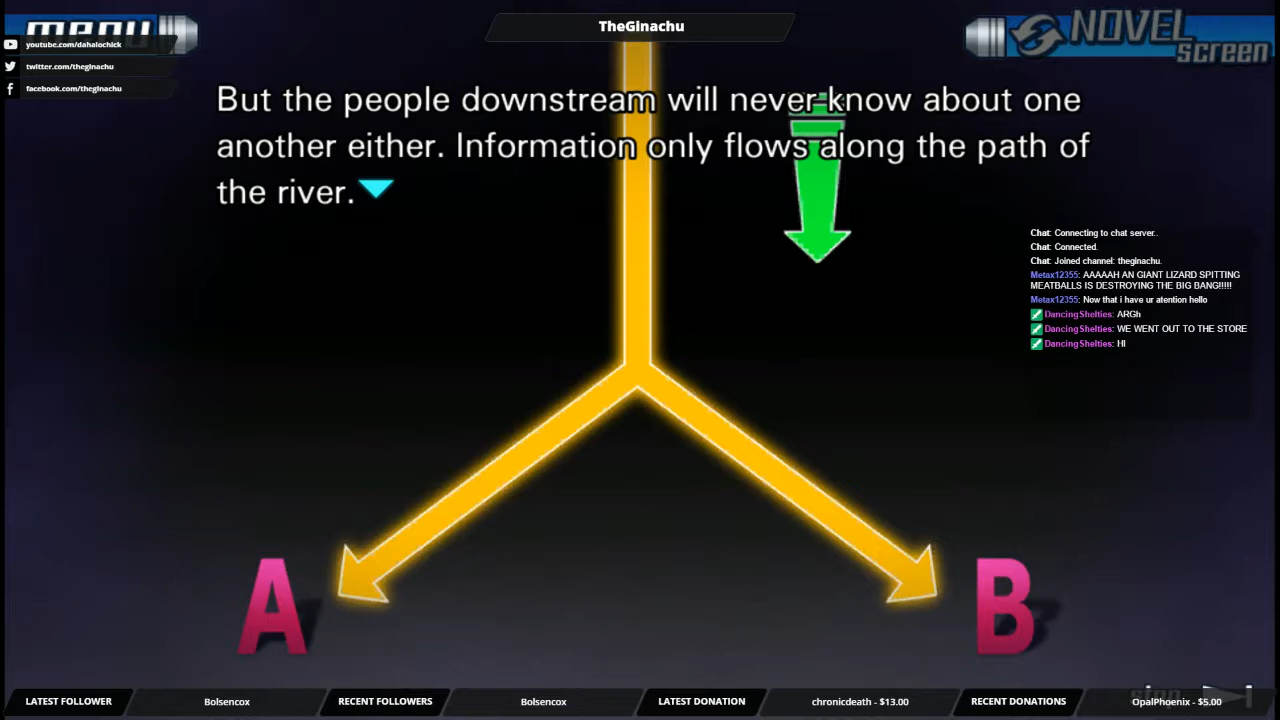 menu
TheGinachu
NOVEL
screen
youtube.com/dahalochick
twitter.com/theginachu
facebook.com/theginachu
But the people downstream will never know about one
another either. Information only flows along the path of
the river.
Chat: Connecting to chat server..
Chat: Connected.
Chat: Joined channel: theginachu.
Metax12355: AAAAAH AN GIANT LIZARD SPITTING
MEATBALLS IS DESTROYING THE BIG BANG!!!!!
Metax12355: Now that i have ur atention hello
DancingShelties: ARGh
DancingShelties: WE WENT OUT TO THE STORE
DancingShelties: HI
A
B
stop
LATEST FOLLOWER Bolsencox RECENT FOLLOWERS Bolsencox LATEST DONATION chronicdeath - $13.00 RECENT DONATIONS OpalPhoenix - $5.00